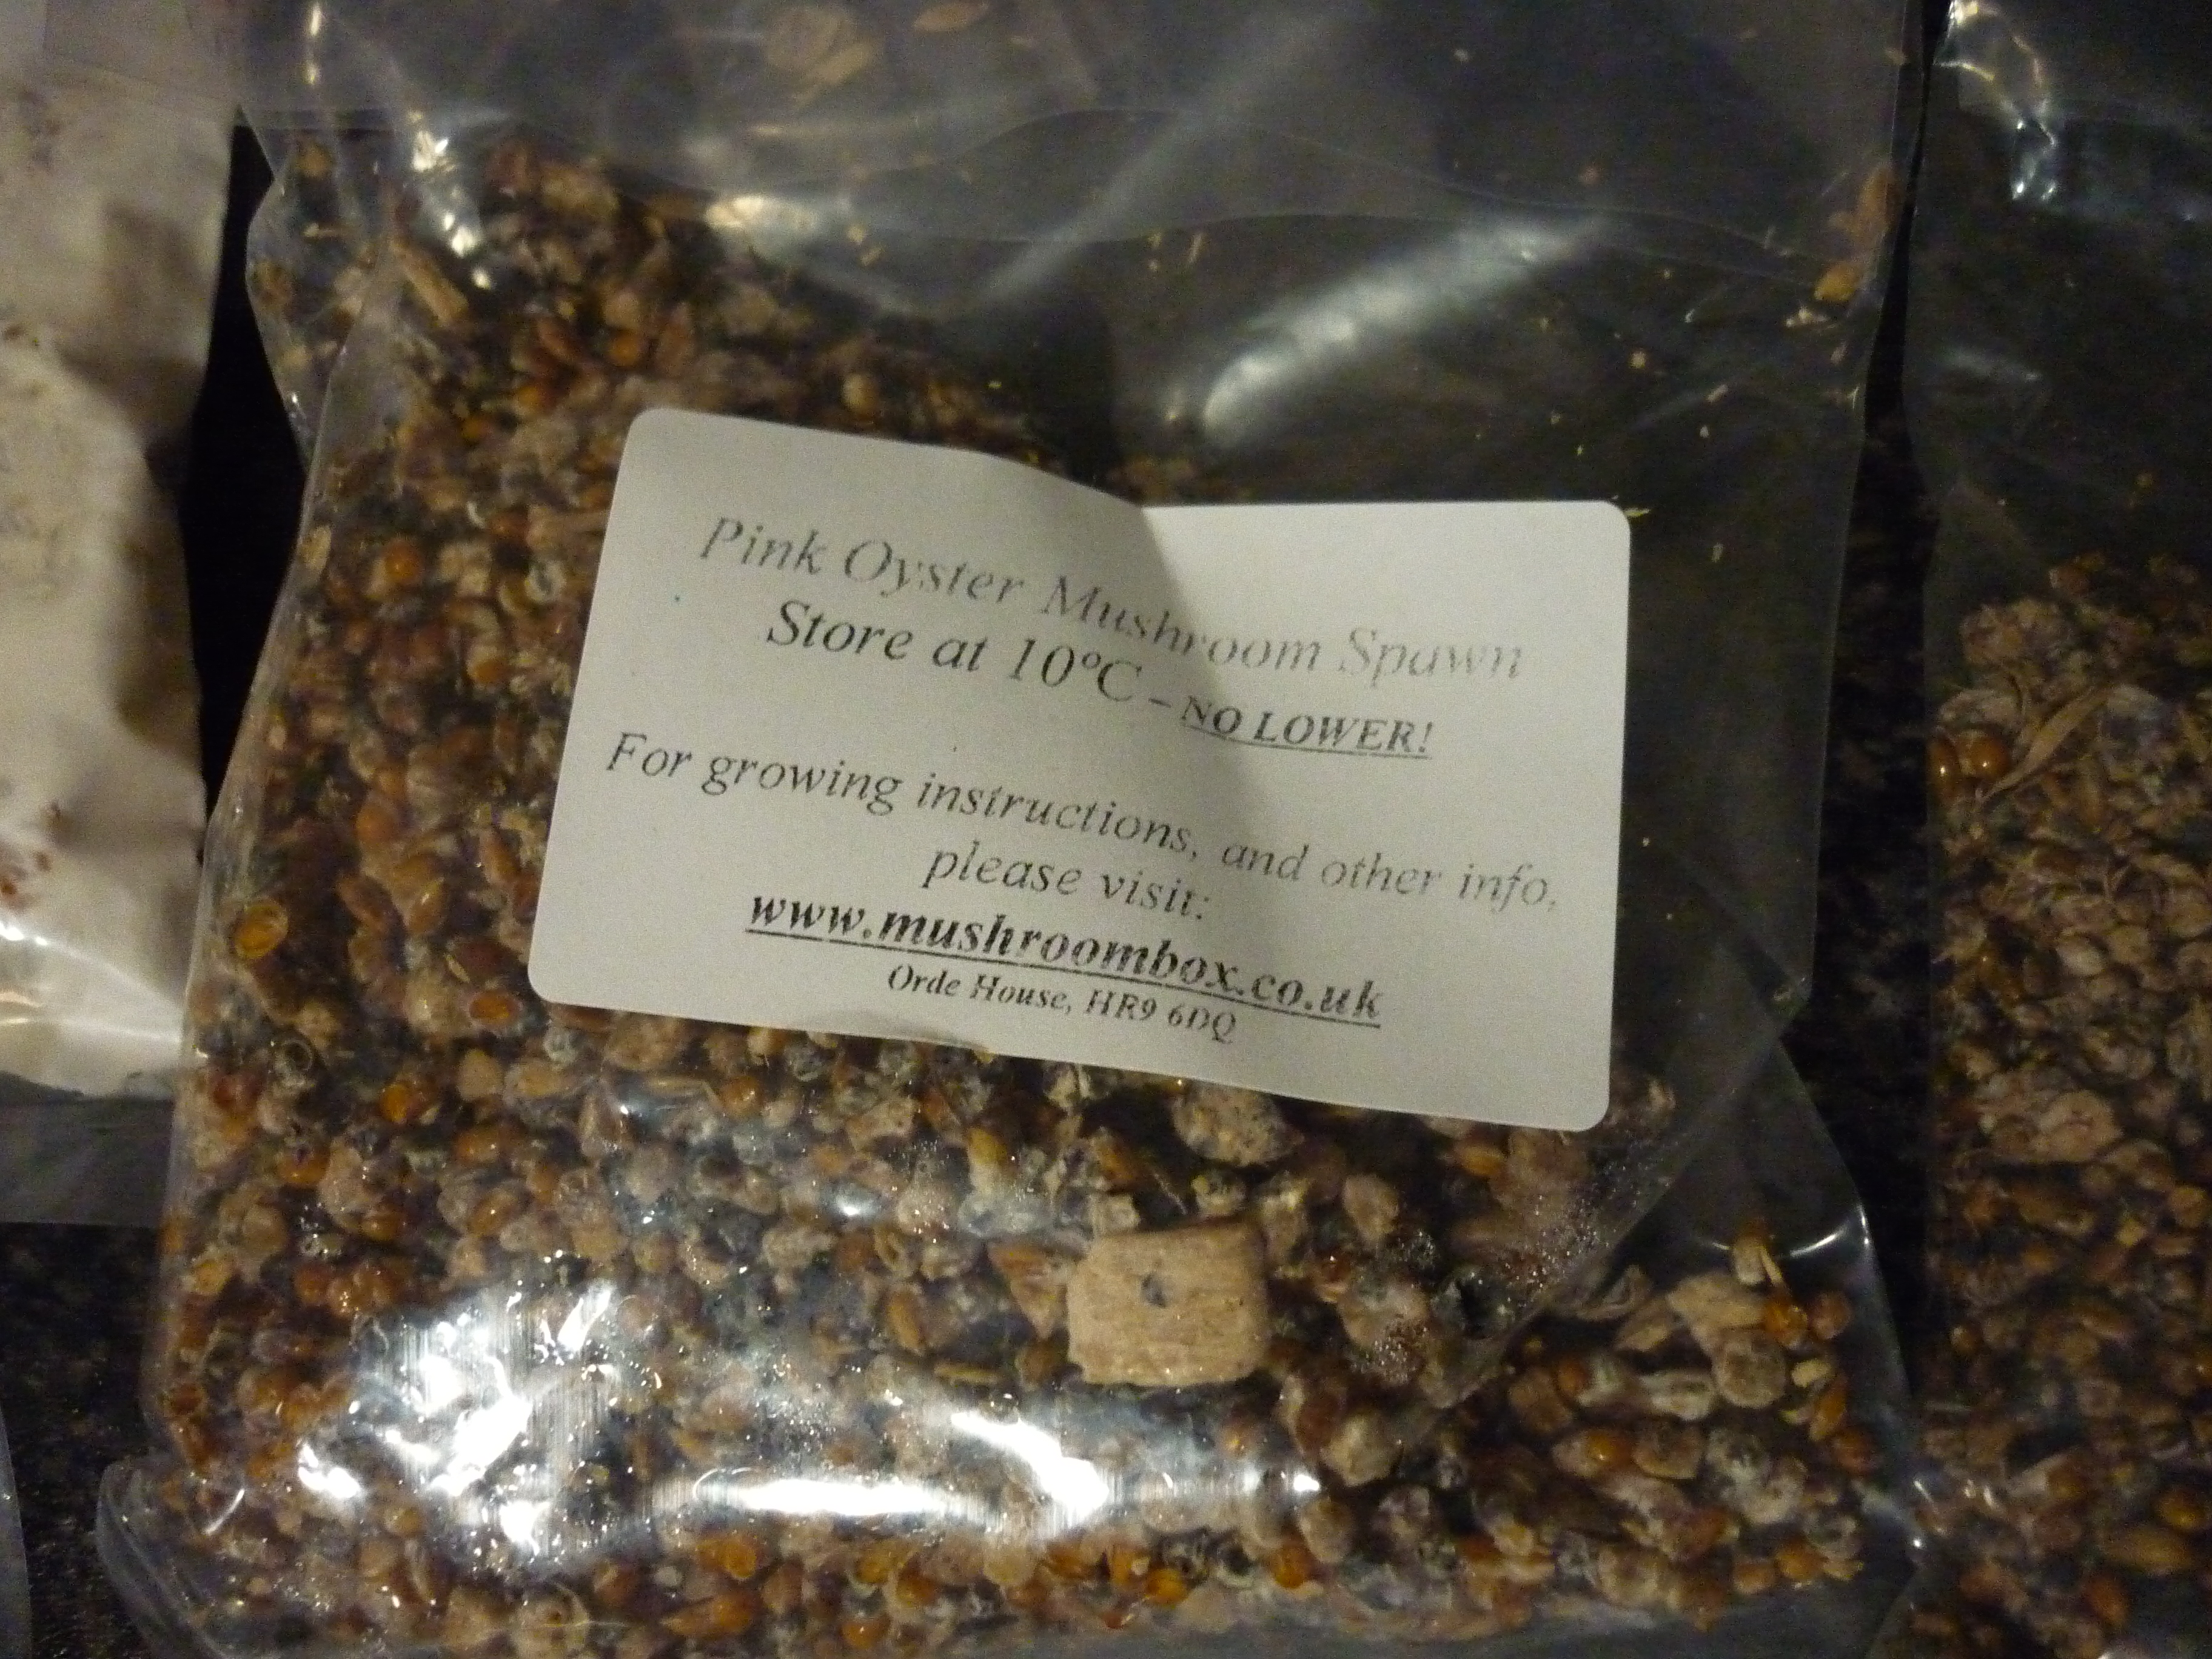 Pink Oyster Mushroom Spawn
Store at 10ºC - NO LOWER!
For growing instructions, and other info,
please visit:
www.mushroombox.co.uk
Orde House, HR9 6DQ